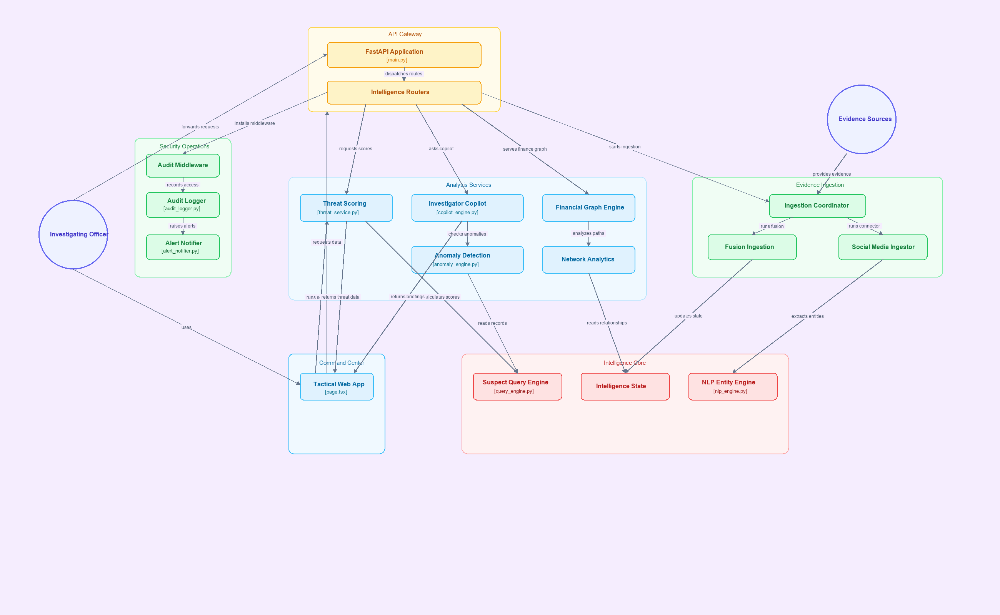 API Gateway
FastAPI Application
[main.py]
dispatches routes
Intelligence Routers
Evidence Sources
forwards requests
installs middleware
Security Operations
requests scores
asks copilot
serves finance graph
starts ingestion
Audit Middleware
records access
Audit Logger
[audit_logger.py]
raises alerts
Alert Notifier
[alert_notifier.py]
Investigating Officer
provides evidence
Analysis Services
Threat Scoring
[threat_service.py]
Investigator Copilot
[copilot_engine.py]
Financial Graph Engine
requests data
checks anomalies
analyzes paths
Anomaly Detection
[anomaly_engine.py]
Network Analytics
Evidence Ingestion
Ingestion Coordinator
runs fusion
runs connector
Fusion Ingestion
Social Media Ingestor
runs
returns threat data
returns briefings
scores
uses
reads records
reads relationships
updates state
extracts entities
Command Center
Tactical Web App
[page.tsx]
Intelligence Core
Suspect Query Engine
[query_engine.py]
Intelligence State
NLP Entity Engine
[nlp_engine.py]